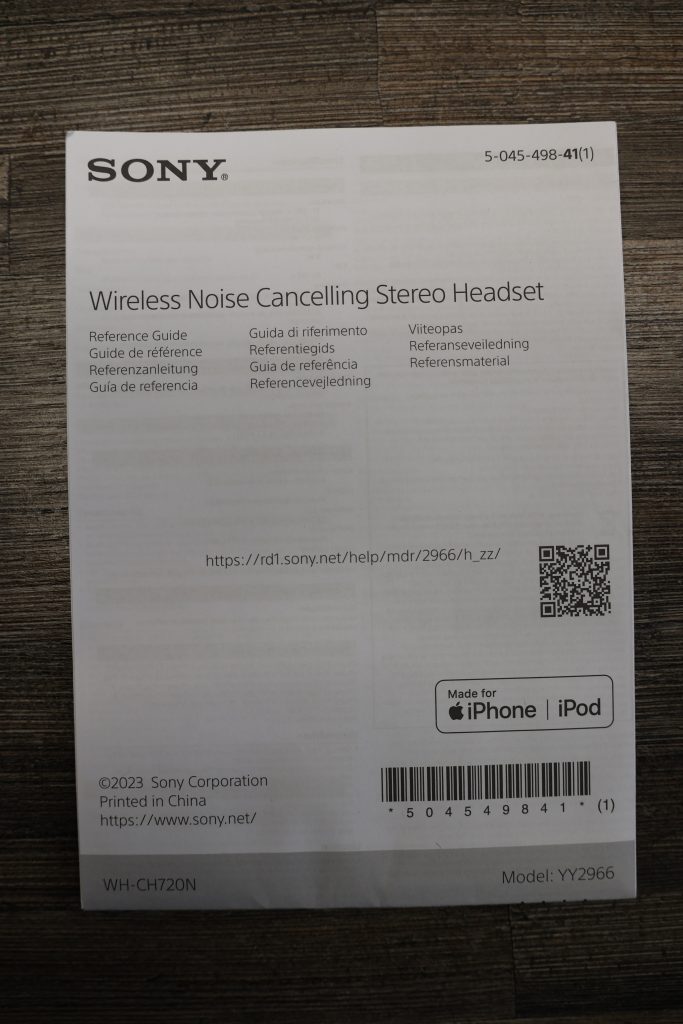 SONY®
5-045-498-41(1)
Wireless Noise Cancelling Stereo Headset
Reference Guide
Guide de référence
Referenzanleitung
Guía de referencia
Guida di riferimento
Referentiegids
Guia de referência
Referencevejledning
Viiteopas
Referanseveiledning
Referensmaterial
https://rd1.sony.net/help/mdr/2966/h_zz/
Made for
iPhone | iPod
©2023 Sony Corporation
Printed in China
https://www.sony.net/
* 5 0 4 5 4 9 8 4 1 * (1)
WH-CH720N
Model: YY2966